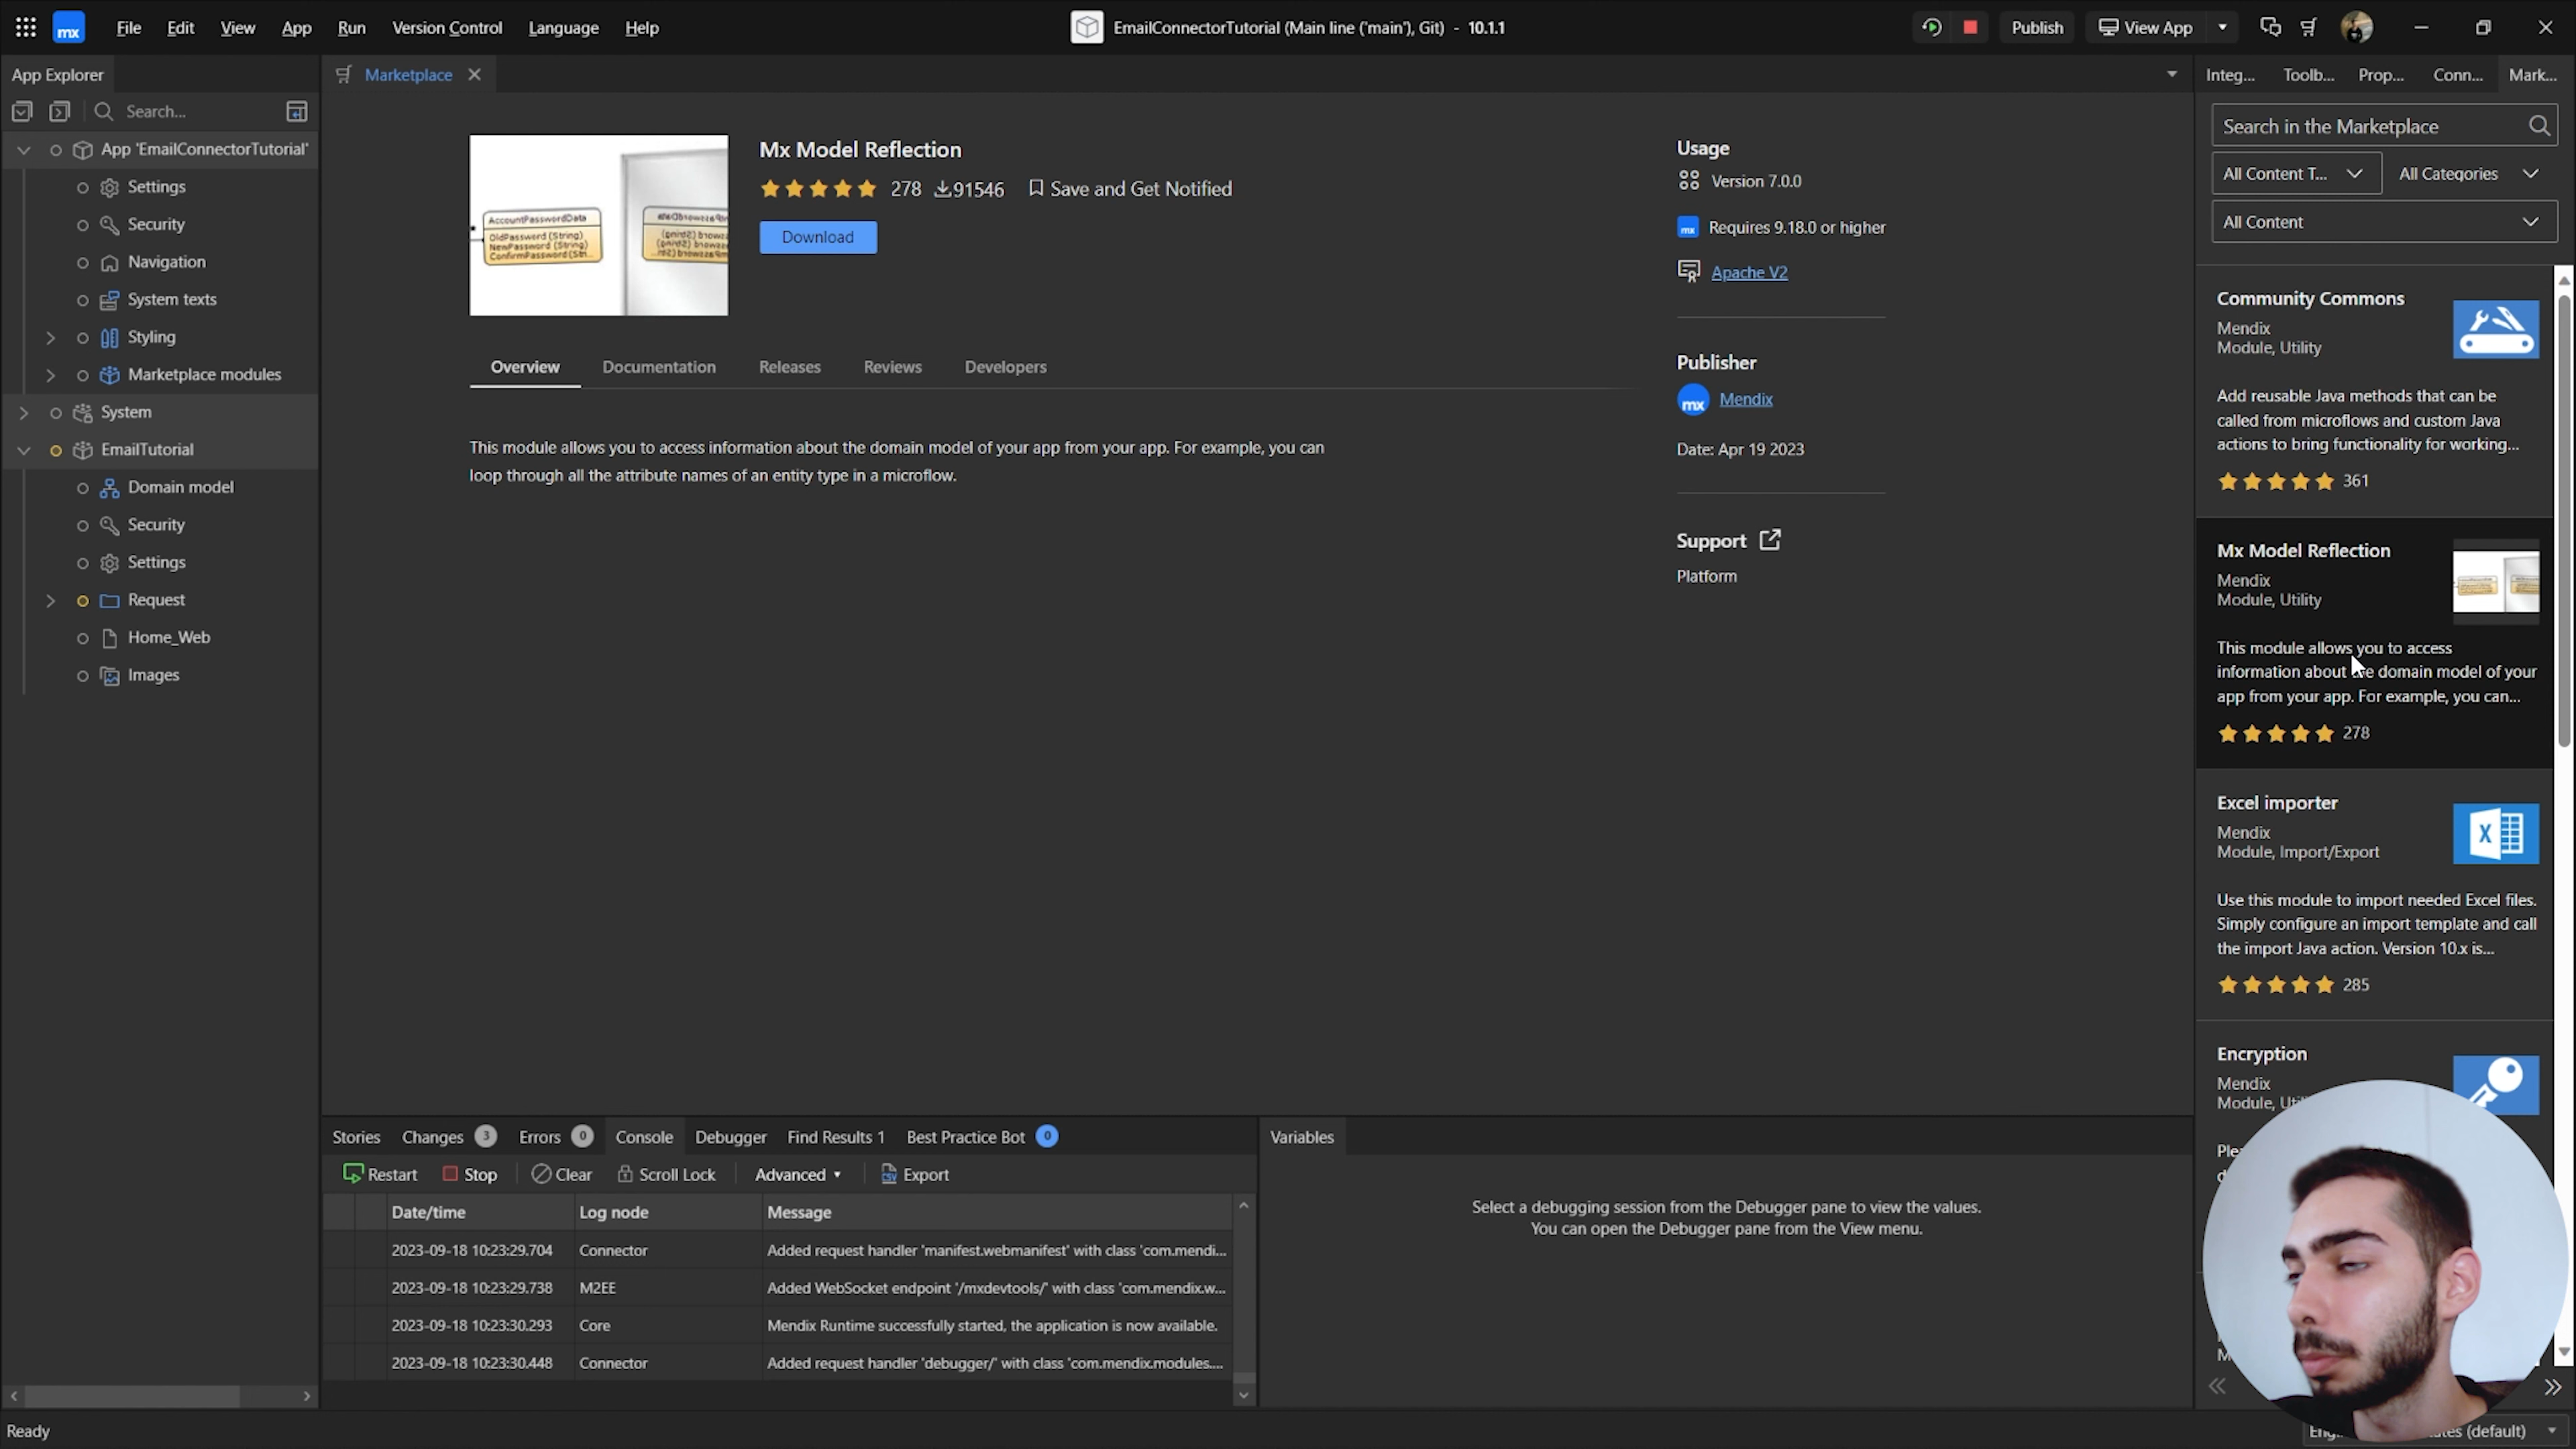 mx
File
Edit
View
App
Run
Version Control
Language
Help
EmailConnectorTutorial (Main line ('main'), Git) - 10.1.1
Publish
View App
App Explorer
Search...
App 'EmailConnectorTutorial'
Settings
Security
Navigation
System texts
Styling
Marketplace modules
System
EmailTutorial
Domain model
Security
Settings
Request
Home_Web
Images
Marketplace
AccountPasswordData
OldPassword (String)
NewPassword (String)
Mx Model Reflection
278 91546 Save and Get Notified
Download
Overview
Documentation
Releases
Reviews
Developers
This module allows you to access information about the domain model of your app from your app. For example, you can
loop through all the attribute names of an entity type in a microflow.
Usage
Version 7.0.0
mx Requires 9.18.0 or higher
Apache V2
Publisher
mx Mendix
Date: Apr 19 2023
Support
Platform
Integ...
Toolb...
Prop...
Conn...
Mark...
Search in the Marketplace
All Content T...
All Categories
All Content
Community Commons
Mendix
Module, Utility
Add reusable Java methods that can be
called from microflows and custom Java
actions to bring functionality for working...
361
Mx Model Reflection
Mendix
Module, Utility
This module allows you to access
information about the domain model of your
app from your app. For example, you can...
278
Excel importer
Mendix
Module, Import/Export
X
Use this module to import needed Excel files.
Simply configure an import template and call
the import Java action. Version 10.x is...
285
Encryption
Mendix
Module,
Stories
Changes 3
Errors 0
Console
Debugger
Find Results 1
Best Practice Bot 0
Restart
Stop
Clear
Scroll Lock
Advanced
CSV Export
Date/time Log node Message
2023-09-18 10:23:29.704 Connector Added request handler 'manifest.webmanifest' with class 'com.mendi...
2023-09-18 10:23:29.738 M2EE Added WebSocket endpoint '/mxdevtools/' with class 'com.mendix.w...
2023-09-18 10:23:30.293 Core Mendix Runtime successfully started, the application is now available.
2023-09-18 10:23:30.448 Connector Added request handler 'debugger/' with class 'com.mendix.modules....
Variables
Select a debugging session from the Debugger pane to view the values.
You can open the Debugger pane from the View menu.
Ready
(default)